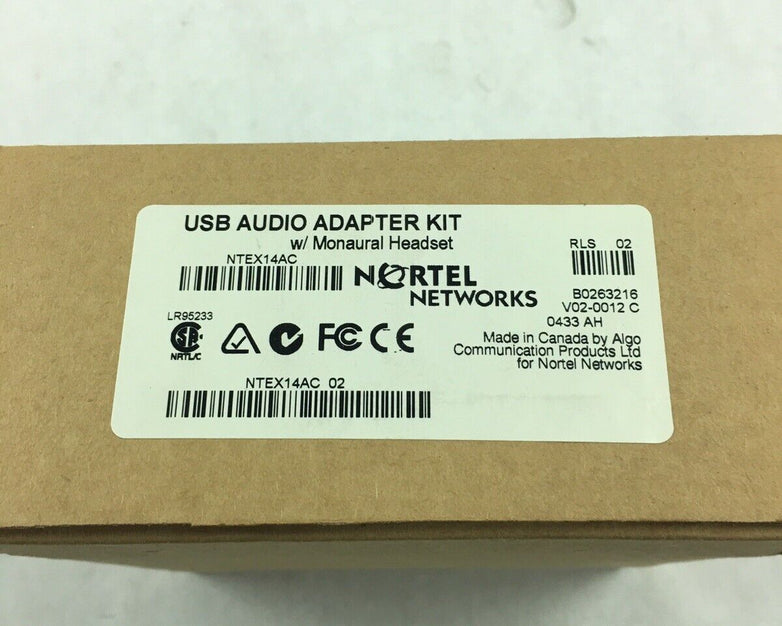 USB AUDIO ADAPTER KIT
w/ Monaural Headset
NTEX14AC
NORTEL
NETWORKS
RLS 02
B0263216
V02-0012 C
0433 AH
Made in Canada by Algo
Communication Products Ltd
for Nortel Networks
LR95233
SA
NRTL/C
FC CE
NTEX14AC 02